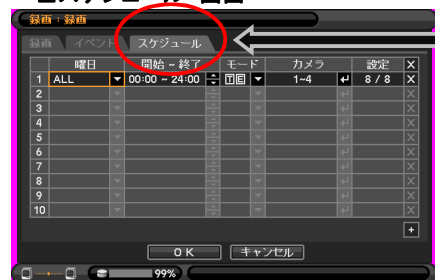 録画 : 録画
録画 イベント スケジュール
曜日 開始 ~ 終了 モード カメラ 設定 X
1 ALL 00:00 ~ 24:00 T E 1~4 8 / 8 X
2 X
3 X
4 X
5 X
6 X
7 X
8 X
9 X
10 X
+
OK キャンセル
99%